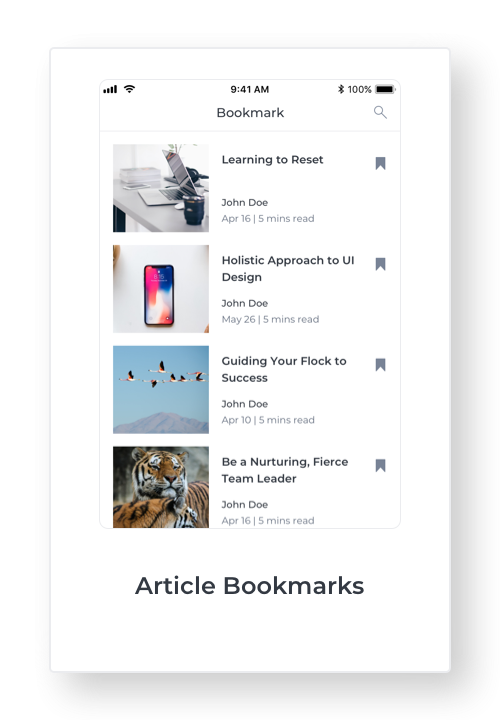 9:41 AM
100%
Bookmark
Learning to Reset
John Doe
Apr 16 | 5 mins read
Holistic Approach to UI
Design
John Doe
May 26 | 5 mins read
Guiding Your Flock to
Success
John Doe
Apr 10 | 5 mins read
Be a Nurturing, Fierce
Team Leader
John Doe
Apr 16 | 5 mins read
Article Bookmarks